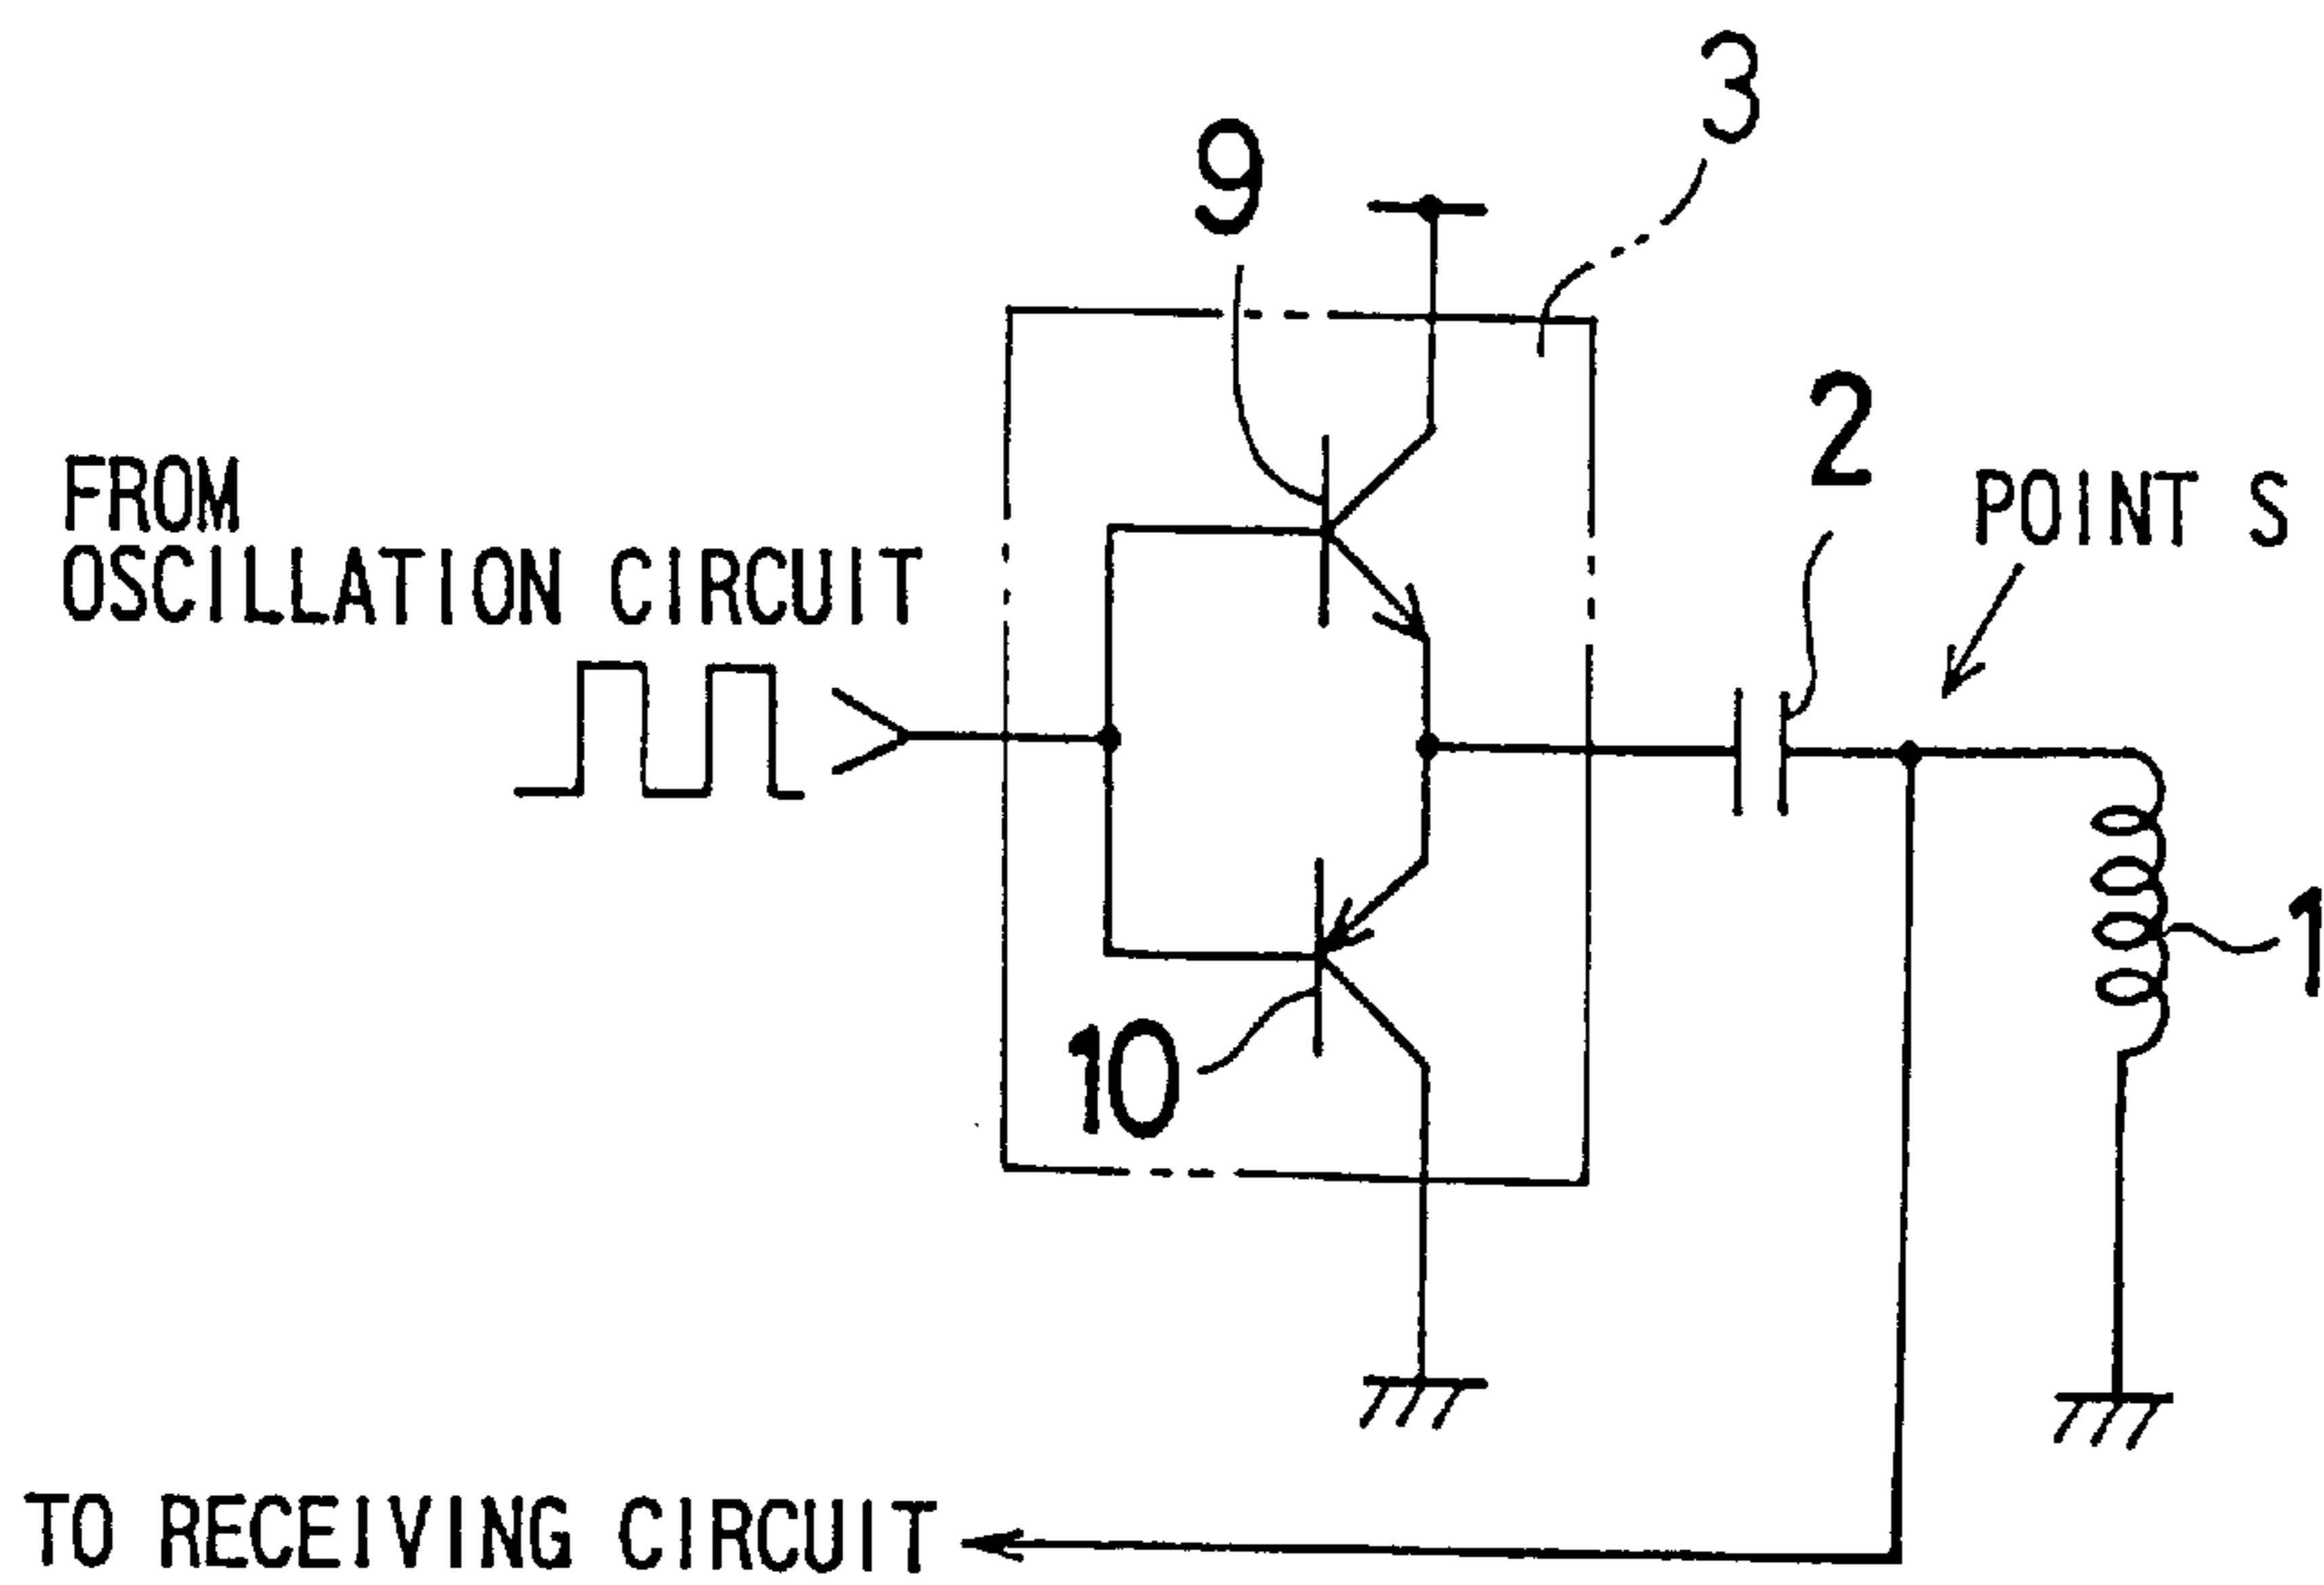 3
9
2
FROM
OSCILLATION CIRCUIT
POINT S
1
10
TO RECEIVING CIRCUIT